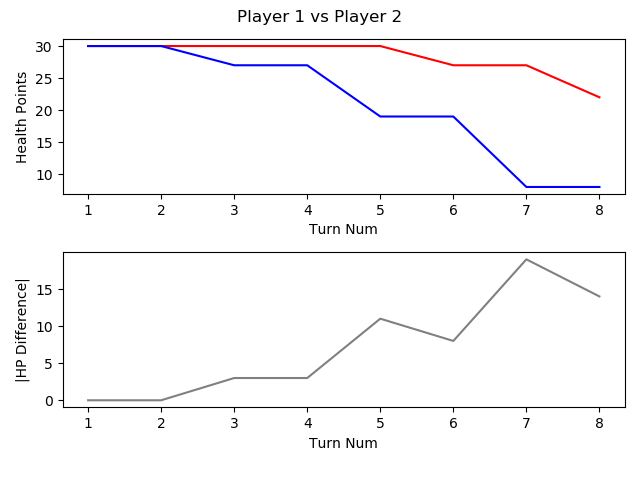 Player 1 vs Player 2
Health Points
30
25
20
15
10
1 2 3 4 5 6 7 8
Turn Num
|HP Difference|
15
10
5
0
1 2 3 4 5 6 7 8
Turn Num